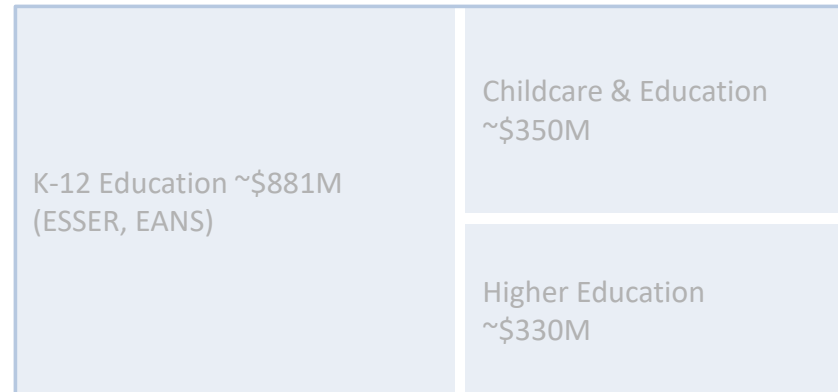 K-12 Education ~$881M
(ESSER, EANS)
Childcare & Education
~$350M
Higher Education
~$330M